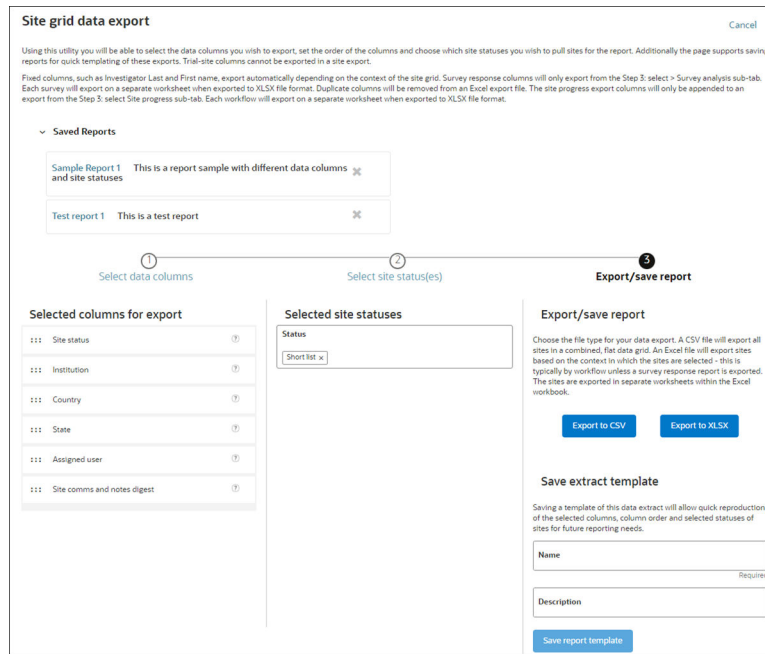 Site grid data export
Cancel
Using this utility you will be able to select the data columns you wish to export, set the order of the columns and choose which site statuses you wish to pull sites for the report. Additionally the page supports saving
reports for quick templating of these exports. Trial-site columns cannot be exported in a site export.
Fixed columns, such as Investigator Last and First name, export automatically depending on the context of the site grid. Survey response columns will only export from the Step 3: select > Survey analysis sub-tab.
Each survey will export on a separate worksheet when exported to XLSX file format. Duplicate columns will be removed from an Excel export file. The site progress export columns will only be appended to an
export from the Step 3: select Site progress sub-tab. Each workflow will export on a separate worksheet when exported to XLSX file format.
Saved Reports
Sample Report 1 This is a report sample with different data columns
and site statuses
Test report 1 This is a test report
1
Select data columns
2
Select site status(es)
3
Export/save report
Selected columns for export
Site status ?
Institution ?
Country ?
State ?
Assigned user ?
Site comms and notes digest ?
Selected site statuses
Status
Short list x
Export/save report
Choose the file type for your data export. A CSV file will export all
sites in a combined, flat data grid. An Excel file will export sites
based on the context in which the sites are selected - this is
typically by workflow unless a survey response report is exported.
The sites are exported in separate worksheets within the Excel
workbook.
Export to CSV
Export to XLSX
Save extract template
Saving a template of this data extract will allow quick reproduction
of the selected columns, column order and selected statuses of
sites for future reporting needs.
Name
Required
Description
Save report template